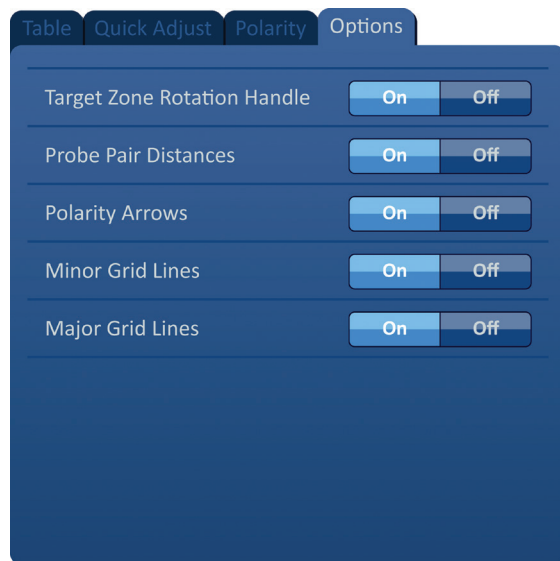 Table Quick Adjust Polarity Options
Target Zone Rotation Handle On Off
Probe Pair Distances On Off
Polarity Arrows On Off
Minor Grid Lines On Off
Major Grid Lines On Off